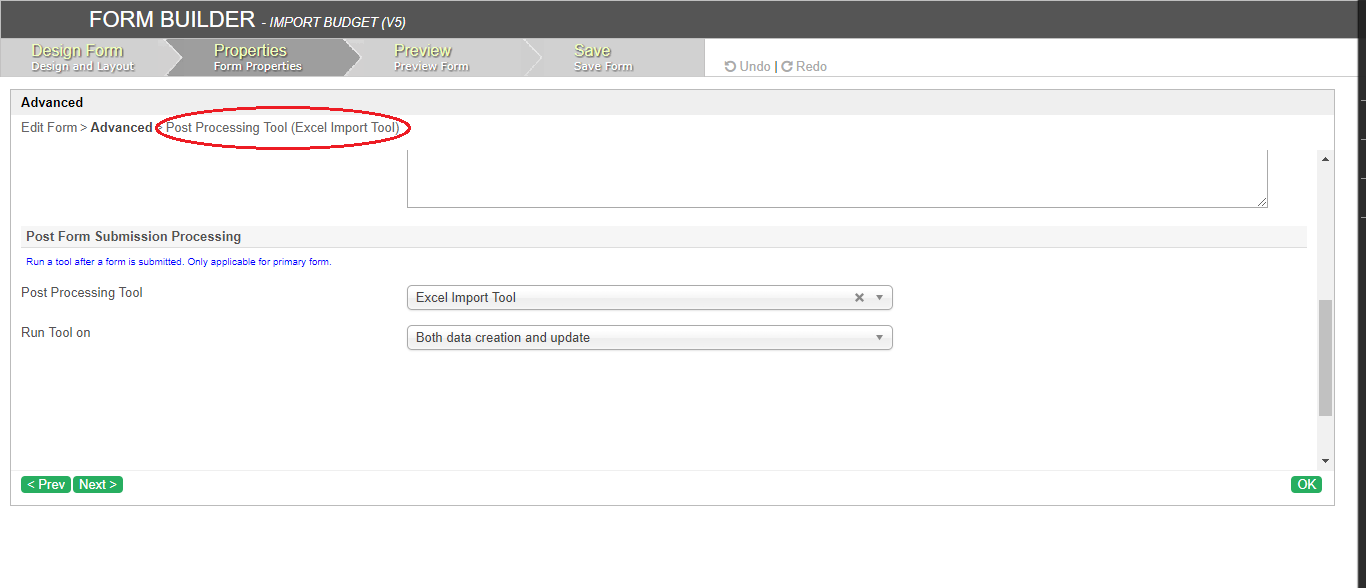 FORM BUILDER - IMPORT BUDGET (V5)
Design Form
Design and Layout
Properties
Form Properties
Preview
Preview Form
Save
Save Form
Undo | Redo
Advanced
Edit Form > Advanced > Post Processing Tool (Excel Import Tool)
Post Form Submission Processing
Run a tool after a form is submitted. Only applicable for primary form.
Post Processing Tool
Excel Import Tool
Run Tool on
Both data creation and update
< Prev
Next >
OK